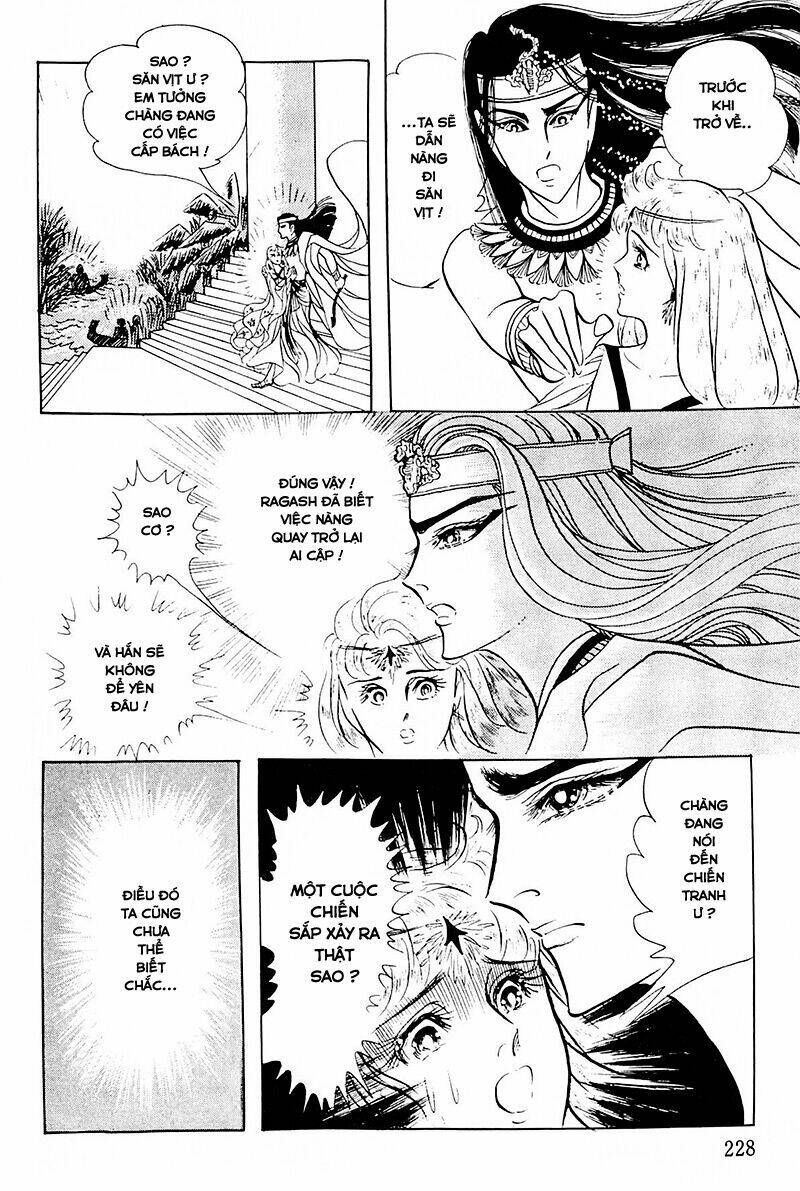 TRƯỚC
KHI
TRỞ VỀ..
...TA SẼ
DẪN
NÀNG
ĐI
SĂN
VỊT !
SAO ?
SĂN VỊT Ư ?
EM TƯỞNG
CHÀNG ĐANG
CÓ VIỆC
CẤP BÁCH !
ĐÚNG VẬY !
RAGASH ĐÃ BIẾT
VIỆC NÀNG
QUAY TRỞ LẠI
AI CẬP !
SAO
CƠ ?
VÀ HẮN SẼ
KHÔNG
ĐỂ YÊN
ĐÂU !
CHÀNG
ĐANG
NÓI
ĐẾN
CHIẾN
TRANH
Ư ?
MỘT CUỘC
CHIẾN
SẮP XẢY RA
THẬT
SAO ?
ĐIỀU ĐÓ
TA CŨNG
CHƯA
THỂ
BIẾT
CHẮC...
228